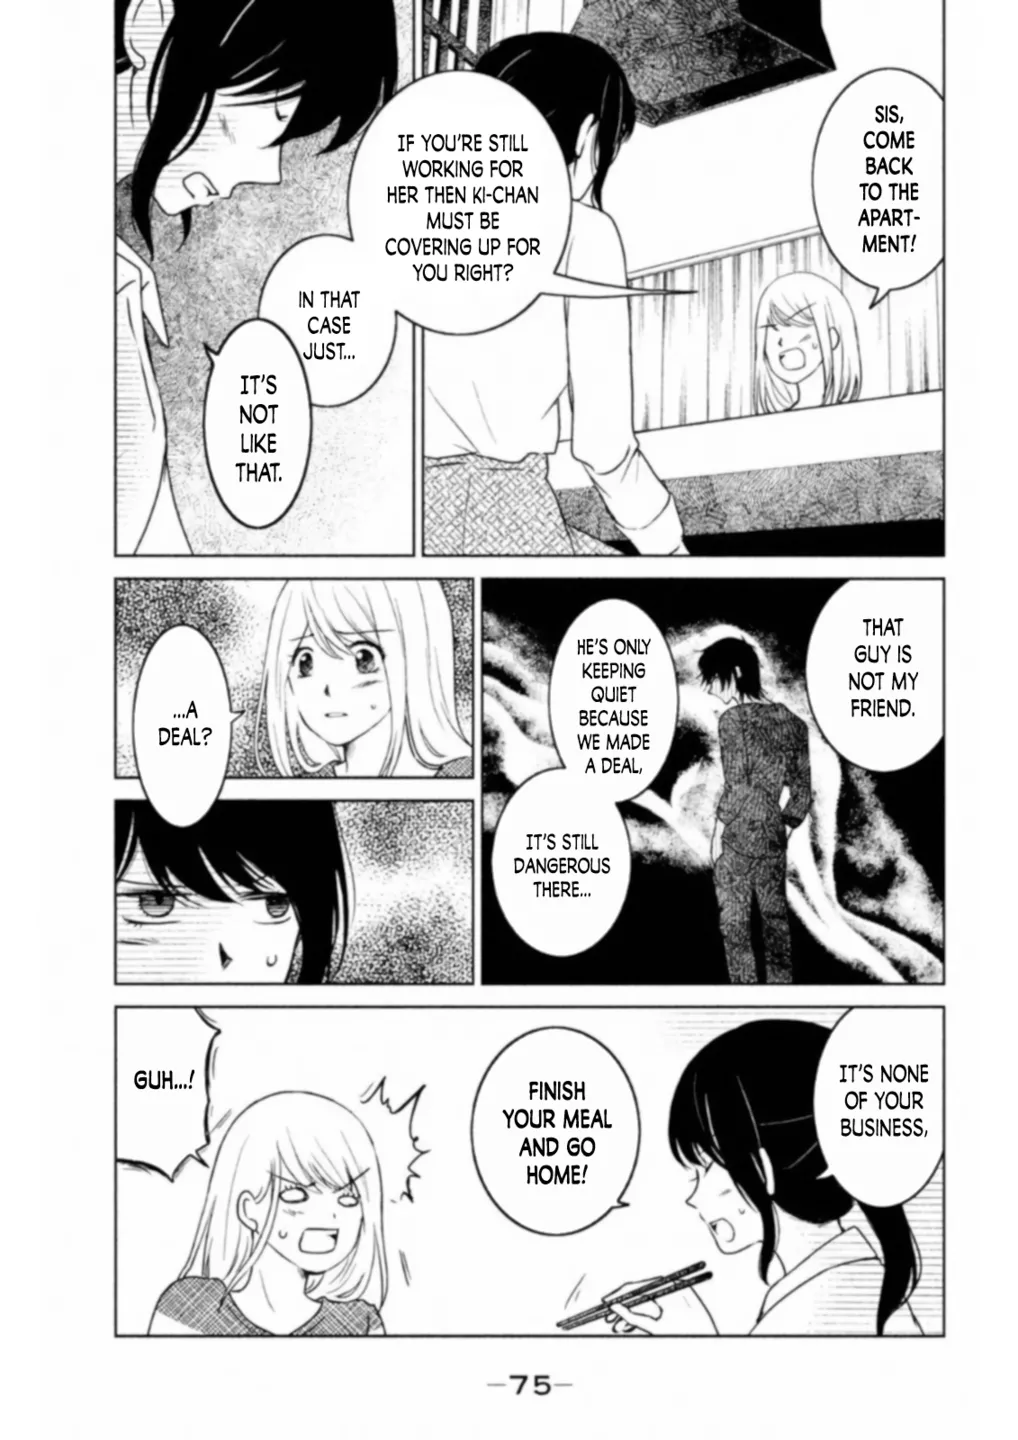 SIS,
COME
BACK
TO THE
APART-
MENT!
IF YOU'RE STILL
WORKING FOR
HER THEN KI-CHAN
MUST BE
COVERING UP FOR
YOU RIGHT?
IN THAT
CASE
JUST...
IT'S
NOT
LIKE
THAT.
THAT
GUY IS
NOT MY
FRIEND.
HE'S ONLY
KEEPING
QUIET
BECAUSE
WE MADE
A DEAL,
IT'S STILL
DANGEROUS
THERE...
...A
DEAL?
IT'S NONE
OF YOUR
BUSINESS,
FINISH
YOUR MEAL
AND GO
HOME!
GUH...!
-75-